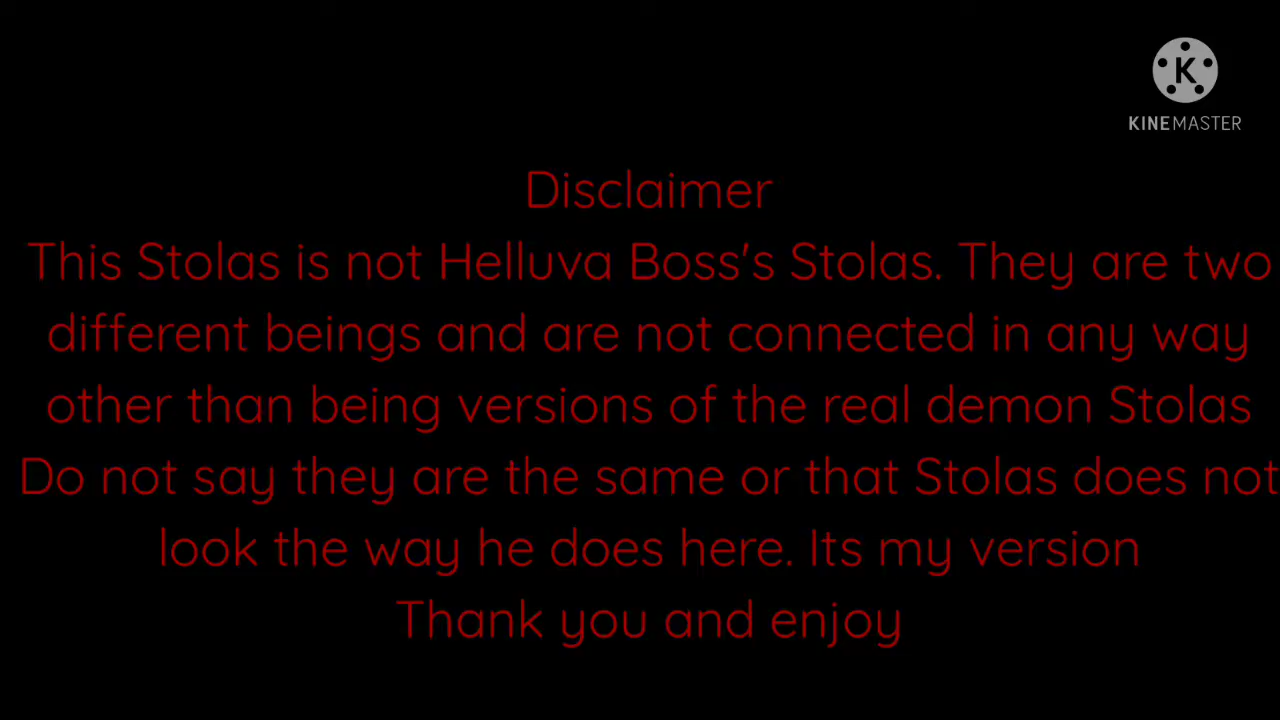 K
KINEMASTER
Disclaimer
This Stolas is not Helluva Boss's Stolas. They are two
different beings and are not connected in any way
other than being versions of the real demon Stolas
Do not say they are the same or that Stolas does not
look the way he does here. Its my version
Thank you and enjoy